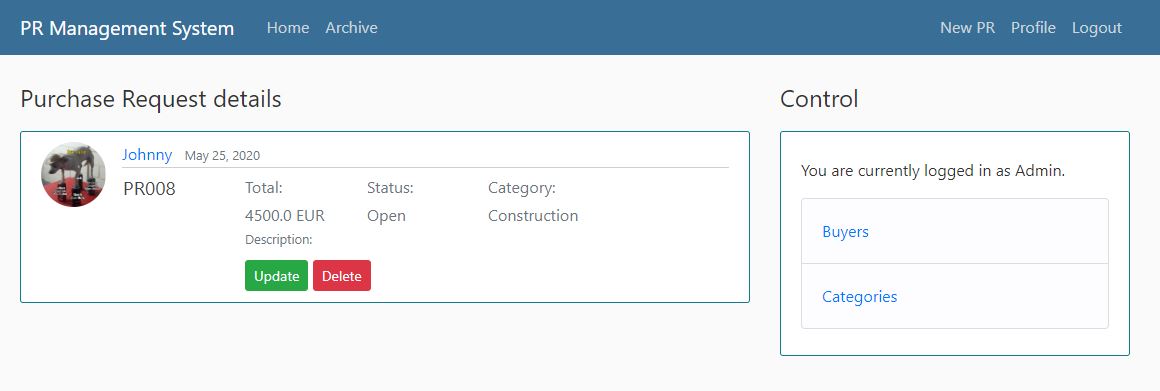 PR Management System Home Archive New PR Profile Logout
Purchase Request details
Johnny May 25, 2020
PR008 Total: Status: Category:
4500.0 EUR Open Construction
Description:
Update Delete
Control
You are currently logged in as Admin.
Buyers
Categories